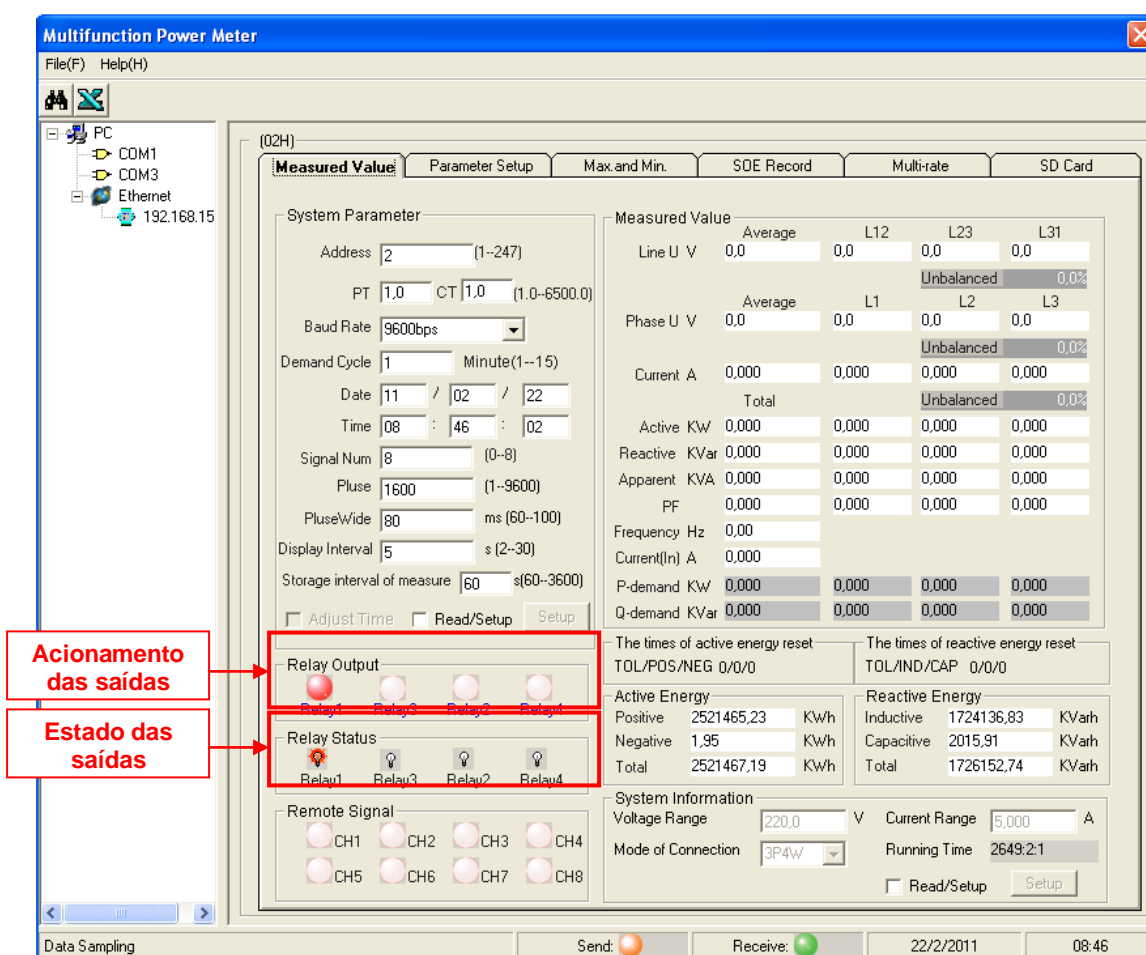 Multifunction Power Meter
File(F) Help(H)
PC
COM1
COM3
Ethernet
192.168.15
(02H)
Measured Value Parameter Setup Max.and Min. SOE Record Multi-rate SD Card
System Parameter
Address 2 (1--247)
PT 1,0 CT 1,0 (1.0--6500.0)
Baud Rate 9600bps
Demand Cycle 1 Minute(1--15)
Date 11 / 02 / 22
Time 08 : 46 : 02
Signal Num 8 (0--8)
Pluse 1600 (1--9600)
PluseWide 80 ms (60--100)
Display Interval 5 s (2--30)
Storage interval of measure 60 s(60--3600)
Adjust Time Read/Setup Setup
Acionamento
das saídas
Relay Output
Relay1 Relay3 Relay2 Relay4
Estado das
saídas
Relay Status
Relay1 Relay3 Relay2 Relay4
Remote Signal
CH1 CH2 CH3 CH4
CH5 CH6 CH7 CH8
Measured Value
Average L12 L23 L31
Line U V 0,0 0,0 0,0 0,0
Unbalanced 0,0%
Average L1 L2 L3
Phase U V 0,0 0,0 0,0 0,0
Unbalanced 0,0%
Current A 0,000 0,000 0,000 0,000
Total Unbalanced 0,0%
Active KW 0,000 0,000 0,000 0,000
Reactive KVar 0,000 0,000 0,000 0,000
Apparent KVA 0,000 0,000 0,000 0,000
PF 0,000 0,000 0,000 0,000
Frequency Hz 0,00
Current(In) A 0,000
P-demand KW 0,000 0,000 0,000 0,000
Q-demand KVar 0,000 0,000 0,000 0,000
The times of active energy reset
TOL/POS/NEG 0/0/0
The times of reactive energy reset
TOL/IND/CAP 0/0/0
Active Energy
Positive 2521465,23 KWh
Negative 1,95 KWh
Total 2521467,19 KWh
Reactive Energy
Inductive 1724136,83 KVarh
Capacitive 2015,91 KVarh
Total 1726152,74 KVarh
System Information
Voltage Range 220,0 V Current Range 5,000 A
Mode of Connection 3P4W Running Time 2649:2:1
Read/Setup Setup
Data Sampling Send: Receive: 22/2/2011 08:46